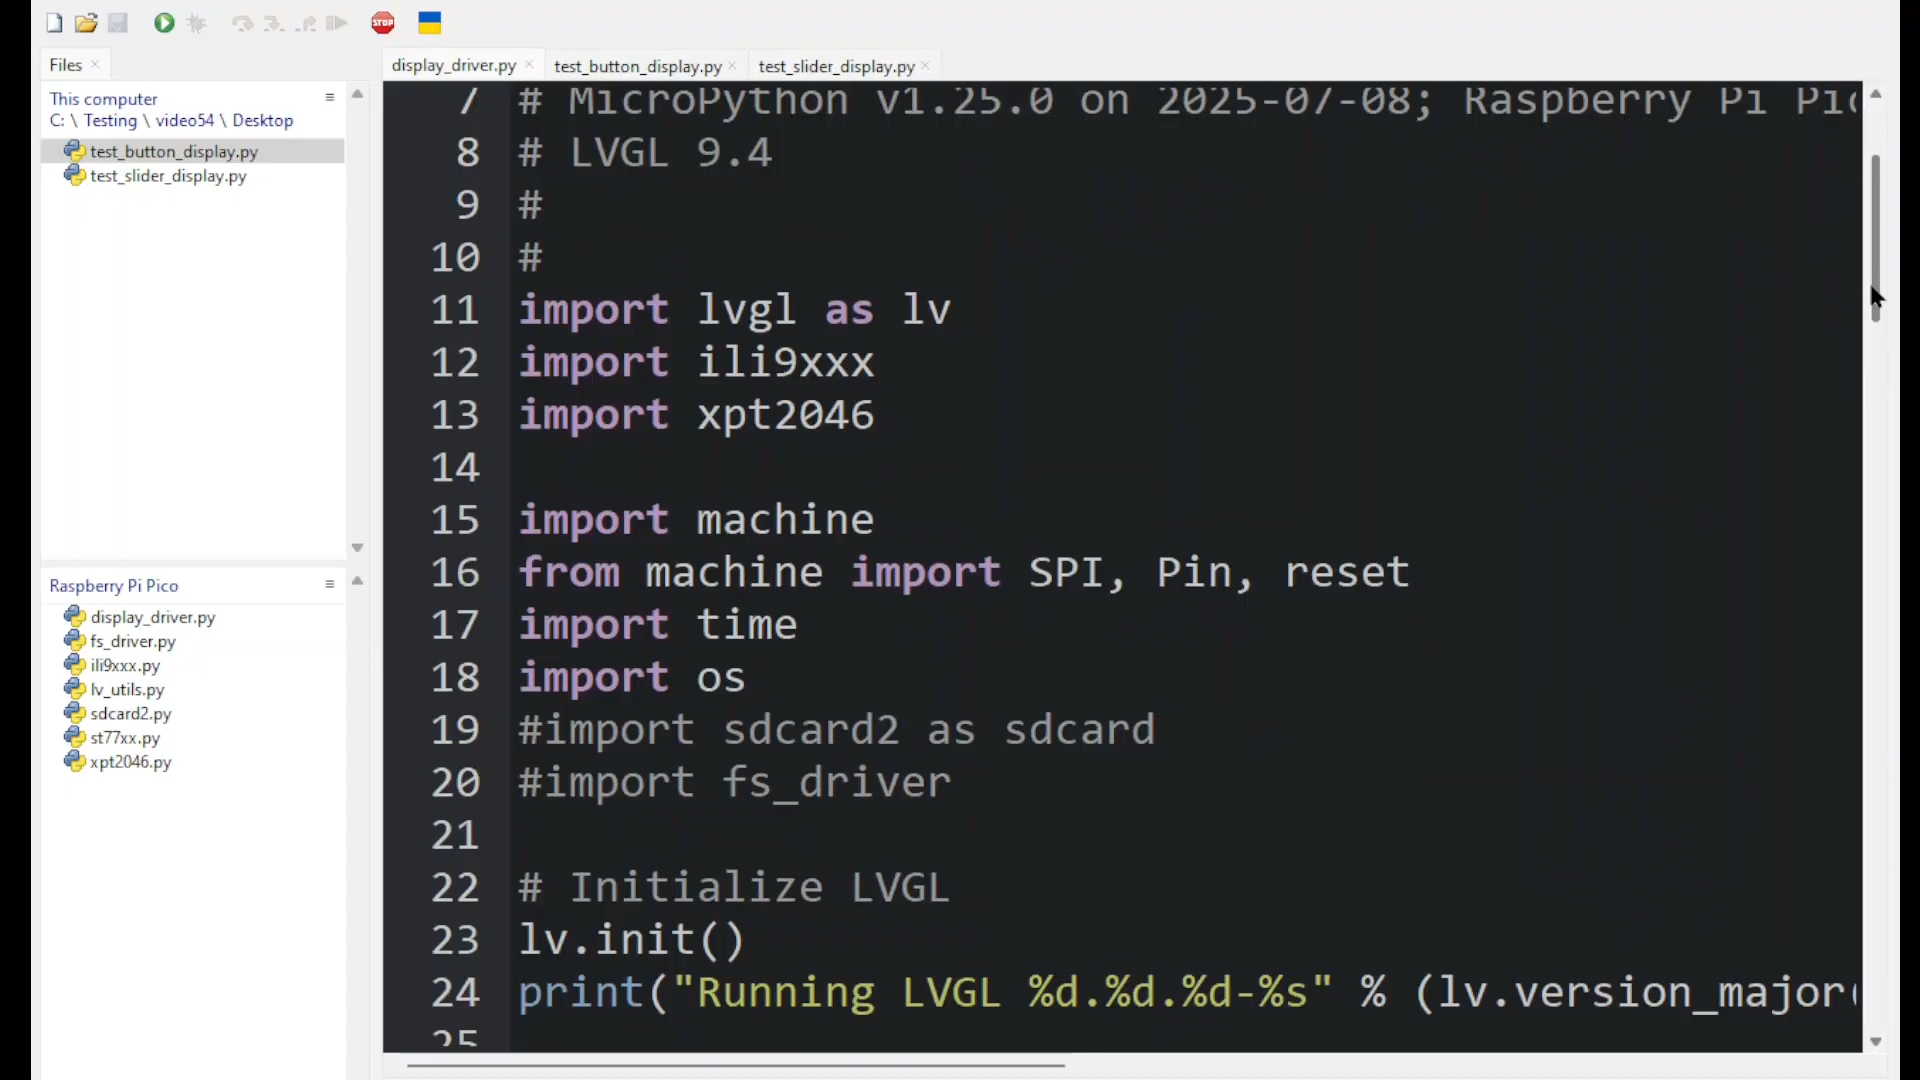 STOP
Files
display_driver.py
test_button_display.py
test_slider_display.py
This computer
C: \ Testing \ video54 \ Desktop
test_button_display.py
test_slider_display.py
Raspberry Pi Pico
display_driver.py
fs_driver.py
ili9xxx.py
lv_utils.py
sdcard2.py
st77xx.py
xpt2046.py
7 # MicroPython v1.25.0 on 2025-07-08; Raspberry Pi
8 # LVGL 9.4
9 #
10 #
11 import lvgl as lv
12 import ili9xxx
13 import xpt2046
14
15 import machine
16 from machine import SPI, Pin, reset
17 import time
18 import os
19 #import sdcard2 as sdcard
20 #import fs_driver
21
22 # Initialize LVGL
23 lv.init()
24 print("Running LVGL %d.%d.%d-%s" % (lv.version_major(
25